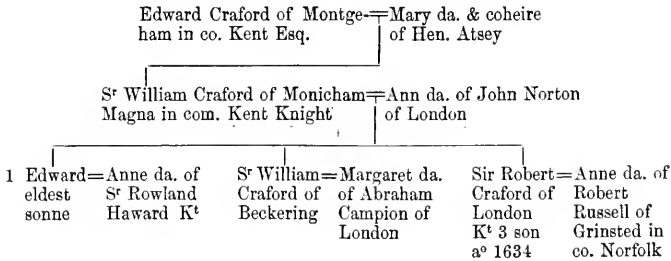 Edward Craford of Montge-=Mary da. & coheire
ham in co. Kent Esq. of Hen. Atsey
Sr William Craford of Monicham=Ann da. of John Norton
Magna in com. Kent Knight of London
1 Edward=Anne da. of
eldest Sr Rowland
sonne Haward Kt
Sr William=Margaret da.
Craford of of Abraham
Beckering Campion of
London
Sir Robert=Anne da. of
Craford of Robert
London Russell of
Kt 3 son Grinsted in
ao 1634 co. Norfolk